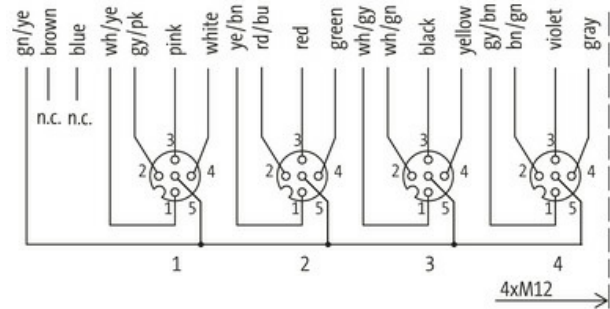 gn/ye brown blue wh/ye gy/pk pink white ye/bn rd/bu red green wh/gy wh/gn black yellow gy/bn bn/gn violet gray
n.c. n.c.
3 3 3 3
2 4 2 4 2 4 2 4
1 5 1 5 1 5 1 5
1 2 3 4
4xM12